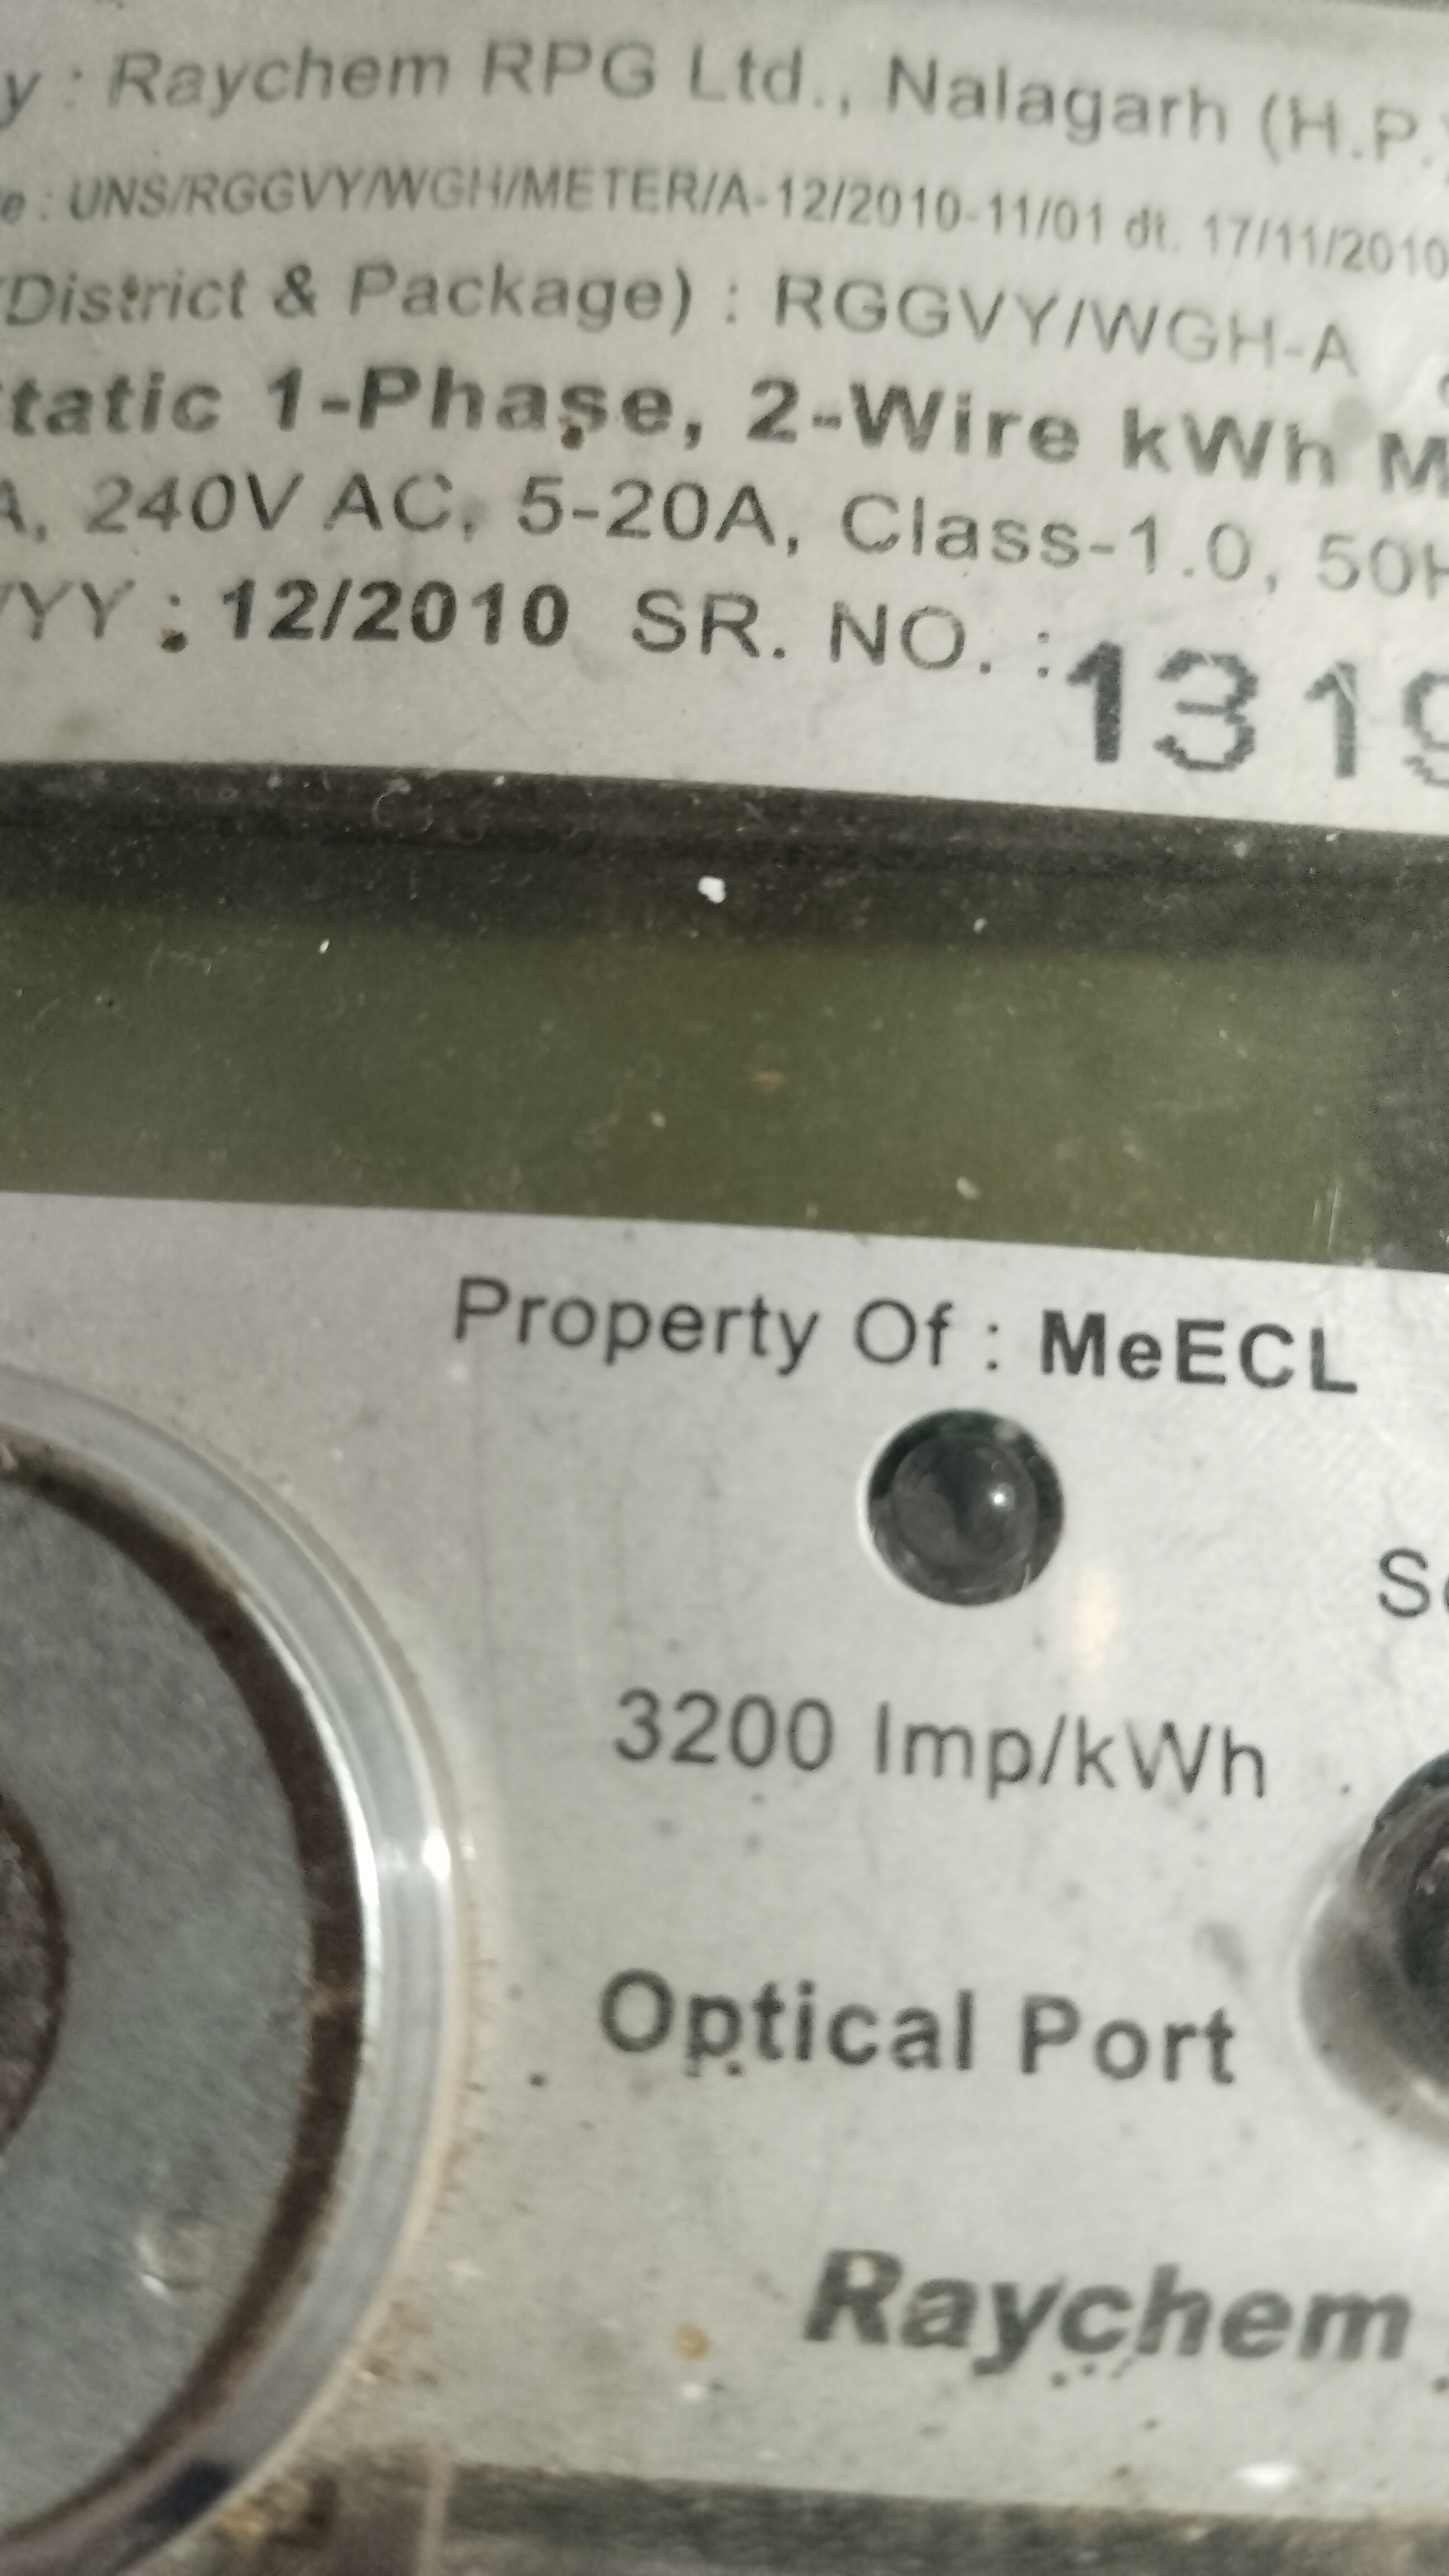 y : Raychem RPG Ltd., Nalagarh (H.P.)
e : UNS/RGGVY/WGH/METER/A-12/2010-11/01 dt. 17/11/2010
(District & Package) : RGGVY/WGH-A
tatic 1-Phase, 2-Wire kWh M
A, 240V AC, 5-20A, Class-1.0, 50H
YYY : 12/2010 SR. NO. : 1319
Property Of : MeECL
3200 Imp/kWh
Optical Port
Raychem